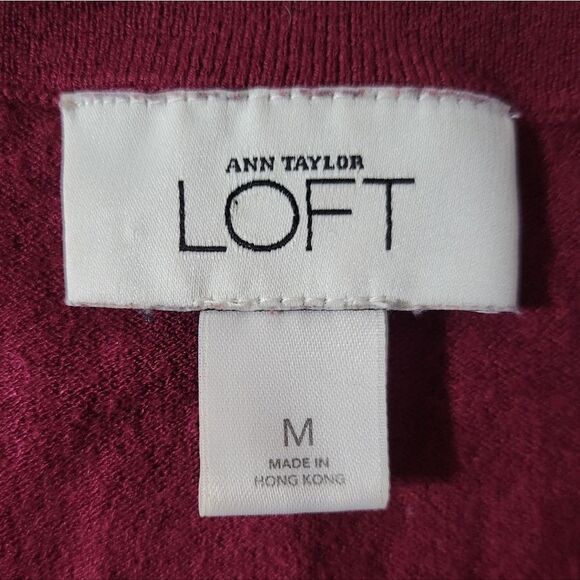 ANN TAYLOR
LOFT
M
MADE IN
HONG KONG